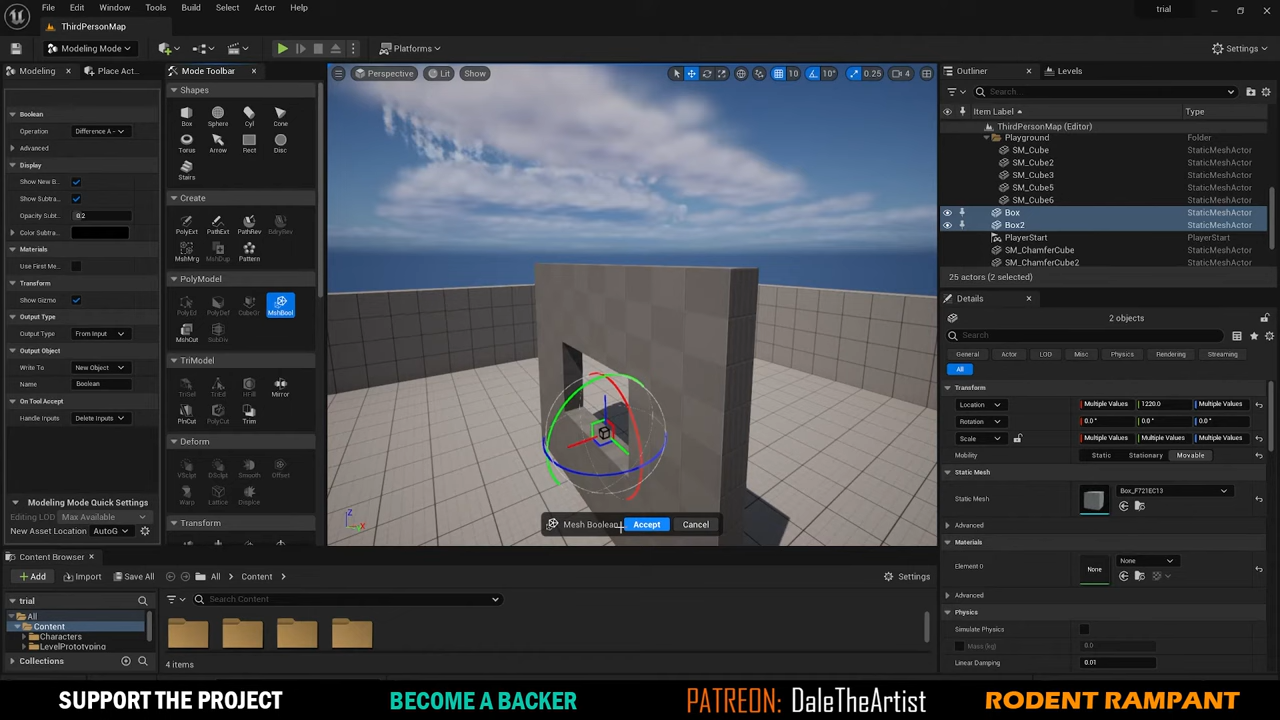 File Edit Window Tools Build Select Actor Help
trial
ThirdPersonMap
Modeling Mode
Platforms
Settings
Modeling
Place Act...
Mode Toolbar
Boolean
Operation Difference A -
Advanced
Display
Show New B...
Show Subtra...
Opacity Subt... 0.2
Color Subtra...
Materials
Use First Me...
Transform
Show Gizmo
Output Type
Output Type From Input
Output Object
Write To New Object
Name Boolean
On Tool Accept
Handle Inputs Delete Inputs
Modeling Mode Quick Settings
Editing LOD Max Available
New Asset Location AutoG
Shapes
Box Sphere Cyl Cone
Torus Arrow Rect Disc
Stairs
Create
PolyExt PathExt PathRev BdryRev
MshMrg MshDup Pattern
PolyModel
PolyEd PolyDef CubeGr MshBool
MshCut SubDiv
TriModel
TriSel TriEd HFill Mirror
PlnCut PolyCut Trim
Deform
VSclpt DSclpt Smooth Offset
Warp Lattice Displce
Transform
Perspective Lit Show
10 10° 0.25 4
Z
X
Mesh Boolean Accept Cancel
Outliner Levels
Search...
Item Label Type
ThirdPersonMap (Editor)
Playground Folder
SM_Cube StaticMeshActor
SM_Cube2 StaticMeshActor
SM_Cube3 StaticMeshActor
SM_Cube5 StaticMeshActor
SM_Cube6 StaticMeshActor
Box StaticMeshActor
Box2 StaticMeshActor
PlayerStart PlayerStart
SM_ChamferCube StaticMeshActor
SM_ChamferCube2 StaticMeshActor
25 actors (2 selected)
Details
2 objects
Search
General Actor LOD Misc Physics Rendering Streaming
All
Transform
Location Multiple Values 1220.0 Multiple Values
Rotation 0.0 ° 0.0 ° 0.0 °
Scale Multiple Values Multiple Values Multiple Values
Mobility Static Stationary Movable
Static Mesh
Static Mesh Box_F721EC13
Advanced
Materials
Element 0 None None
Advanced
Physics
Simulate Physics
Mass (kg) 0.0
Linear Damping 0.01
Content Browser
Add Import Save All All Content Settings
trial
Search Content
All
Content
Characters
LevelPrototyping
Collections
4 items
SUPPORT THE PROJECT BECOME A BACKER PATREON: DaleTheArtist RODENT RAMPANT